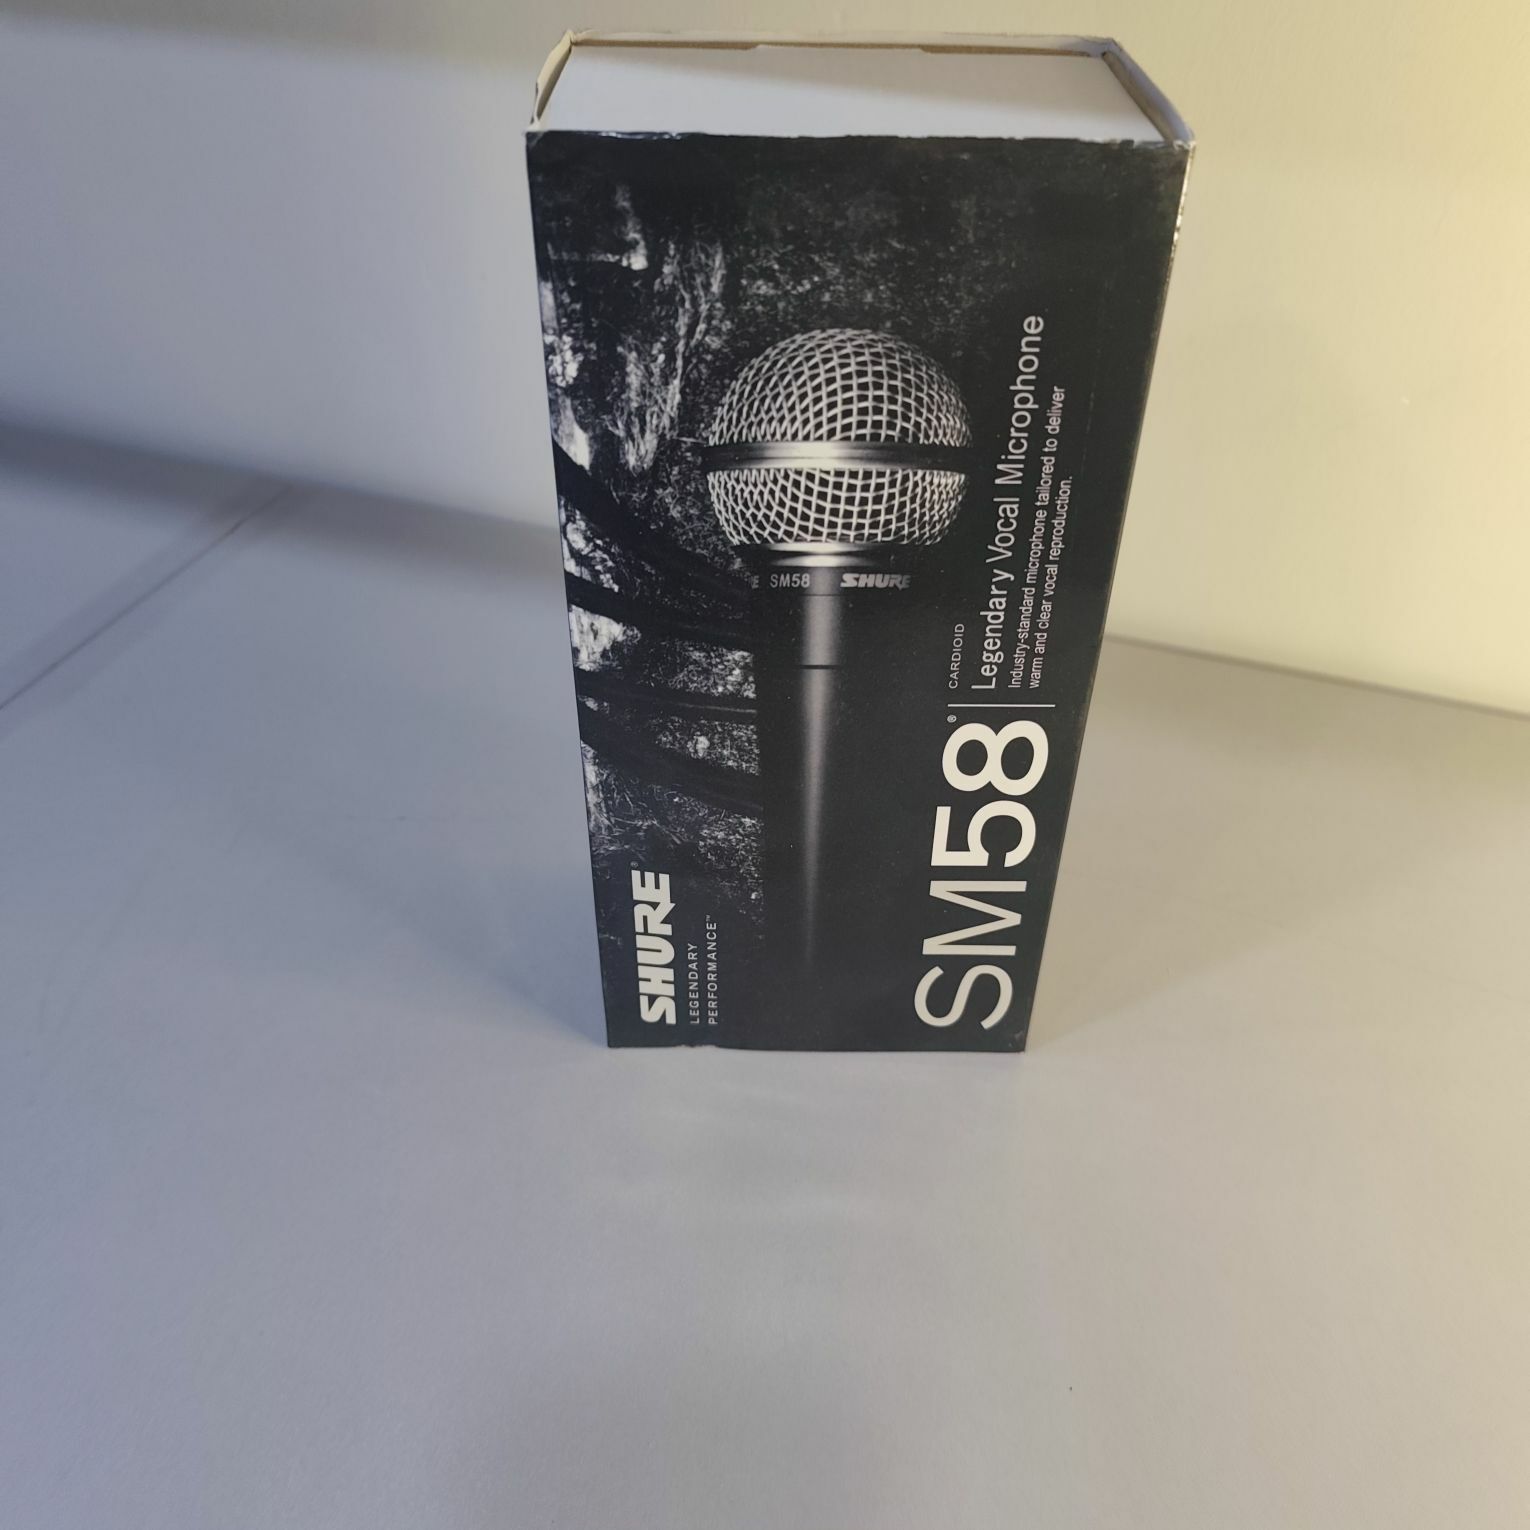 SHURE®
LEGENDARY
PERFORMANCE™
SM58 SHURE
SM58®
CARDIOID
Legendary Vocal Microphone
Industry-standard microphone tailored to deliver
warm and clear vocal reproduction.